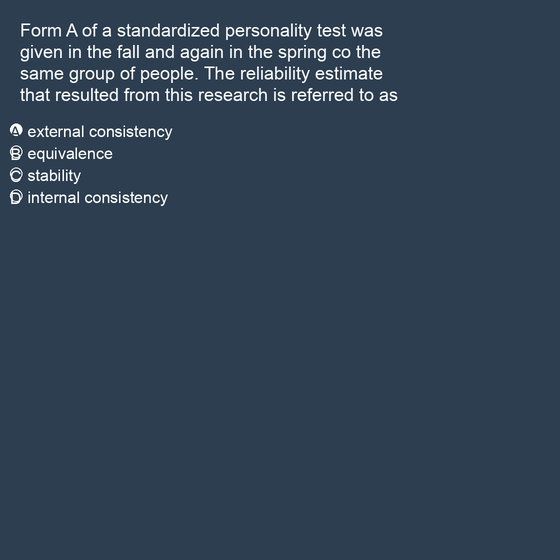 Form A of a standardized personality test was
given in the fall and again in the spring co the
same group of people. The reliability estimate
that resulted from this research is referred to as
A external consistency
B equivalence
C stability
D internal consistency